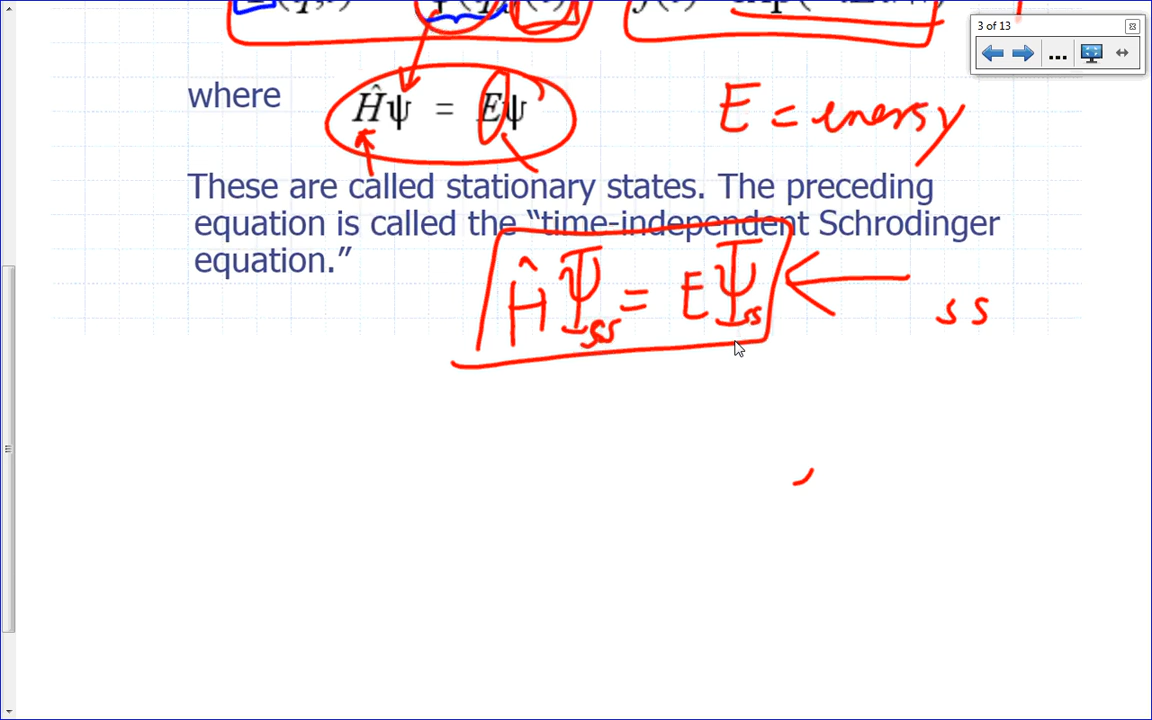 3 of 13
where Ĥψ = Eψ E = energy
These are called stationary states. The preceding
equation is called the “time-independent Schrodinger
equation.”
ĤΨss = EΨss
ss